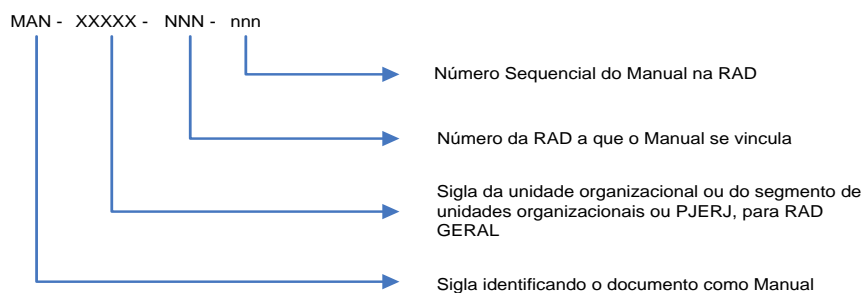 MAN - XXXXX - NNN - nnn
Número Sequencial do Manual na RAD
Número da RAD a que o Manual se vincula
Sigla da unidade organizacional ou do segmento de
unidades organizacionais ou PJERJ, para RAD
GERAL
Sigla identificando o documento como Manual